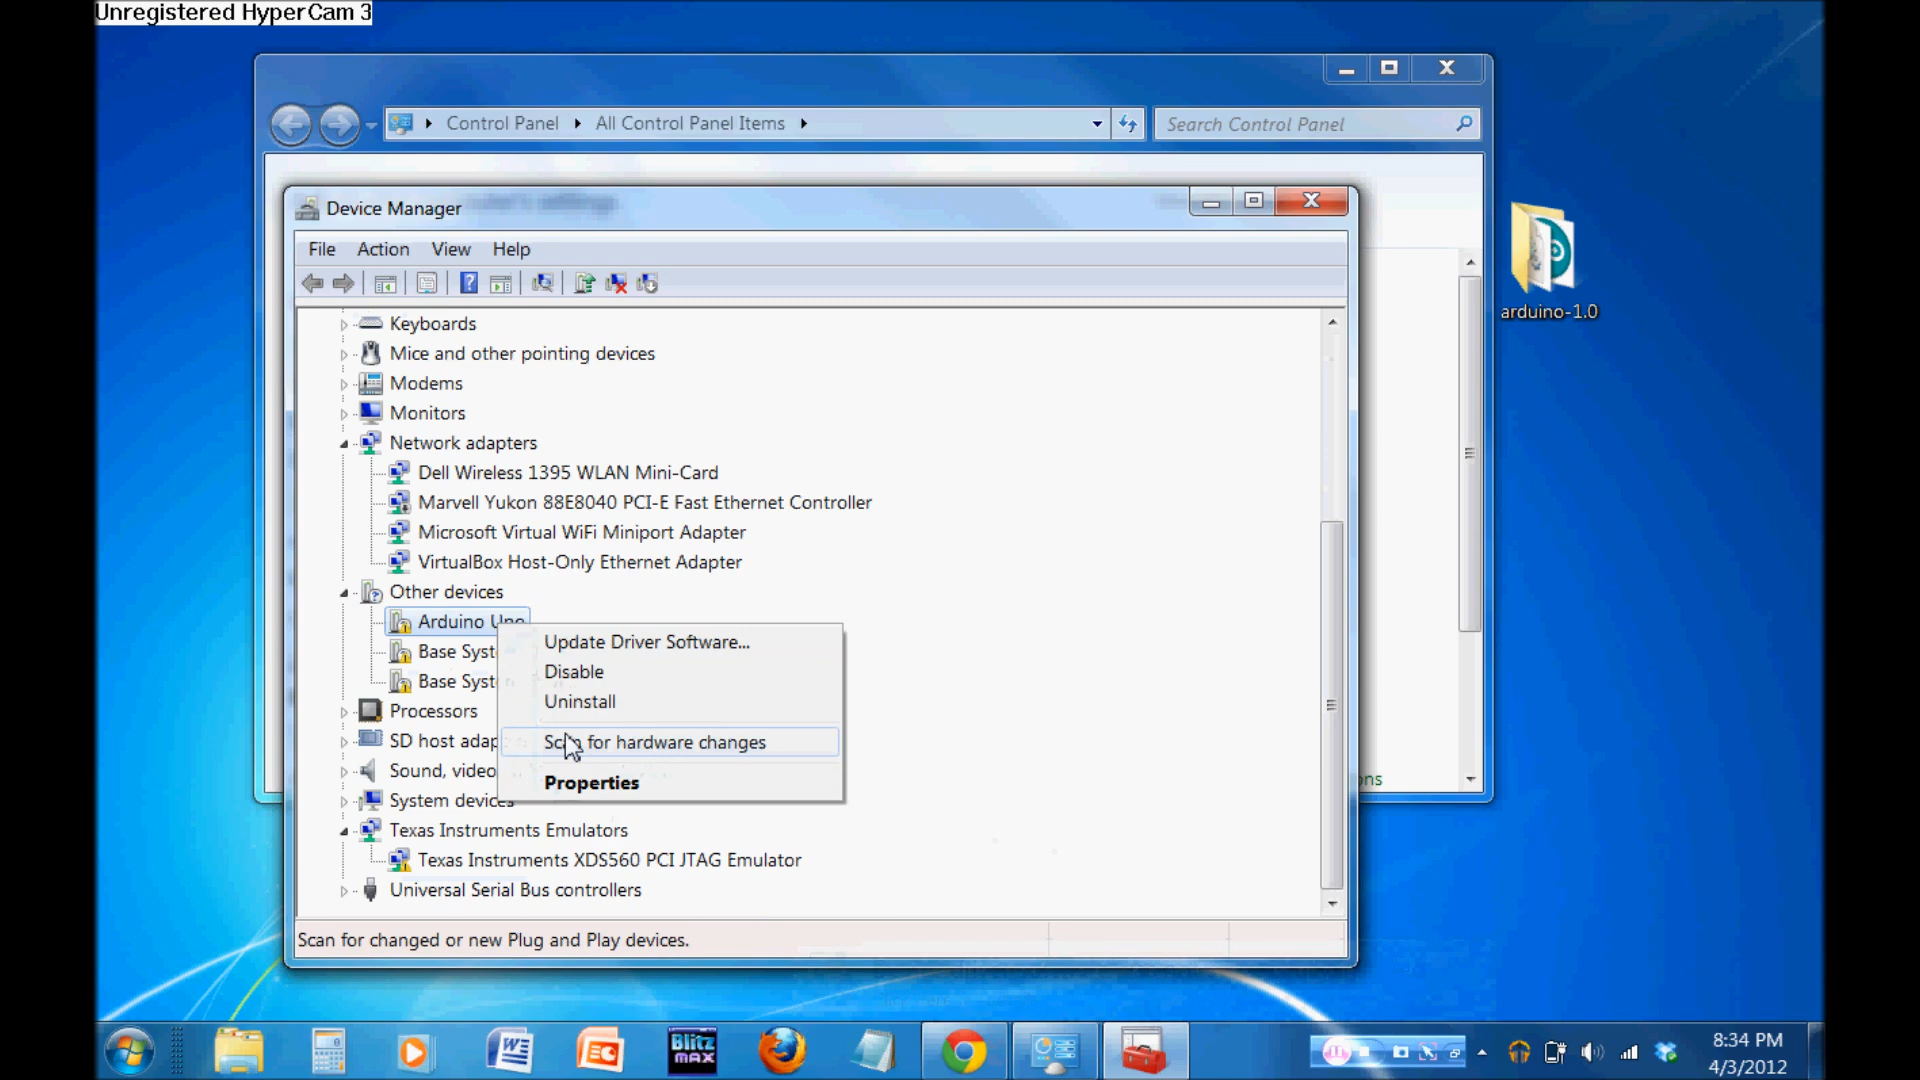 Unregistered HyperCam 3
Control Panel
All Control Panel Items
Search Control Panel
Device Manager
File Action View Help
Keyboards
Mice and other pointing devices
Modems
Monitors
Network adapters
Dell Wireless 1395 WLAN Mini-Card
Marvell Yukon 88E8040 PCI-E Fast Ethernet Controller
Microsoft Virtual WiFi Miniport Adapter
VirtualBox Host-Only Ethernet Adapter
Other devices
Arduino Uno
Base Syst
Base Syst
Processors
SD host adap
Sound, video
System devices
Texas Instruments Emulators
Texas Instruments XDS560 PCI JTAG Emulator
Universal Serial Bus controllers
Update Driver Software...
Disable
Uninstall
Scan for hardware changes
Properties
Scan for changed or new Plug and Play devices.
ons
arduino-1.0
Blitz
MAX
8:34 PM
4/3/2012